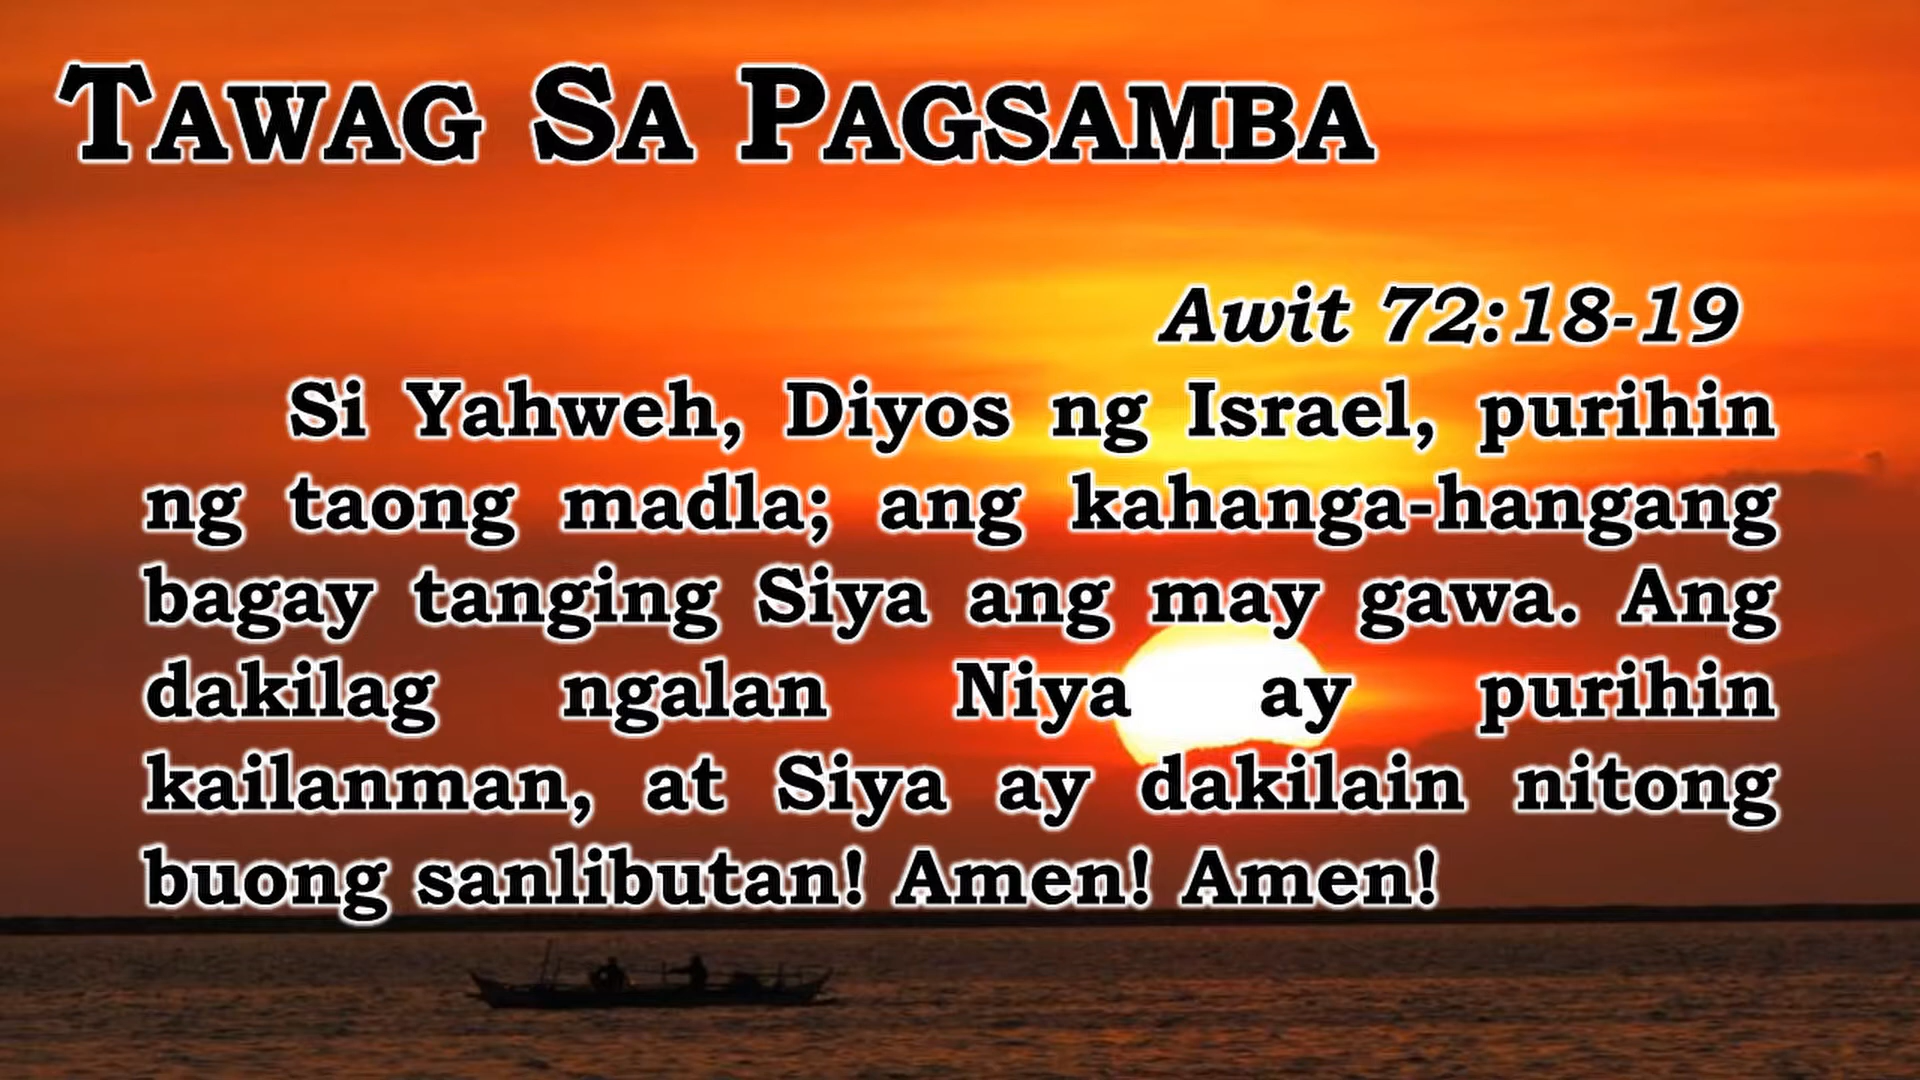 TAWAG SA PAGSAMBA
Awit 72:18-19
Si Yahweh, Diyos ng Israel, purihin
ng taong madla; ang kahanga-hangang
bagay tanging Siya ang may gawa. Ang
dakilag ngalan Niya ay purihin
kailanman, at Siya ay dakilain nitong
buong sanlibutan! Amen! Amen!